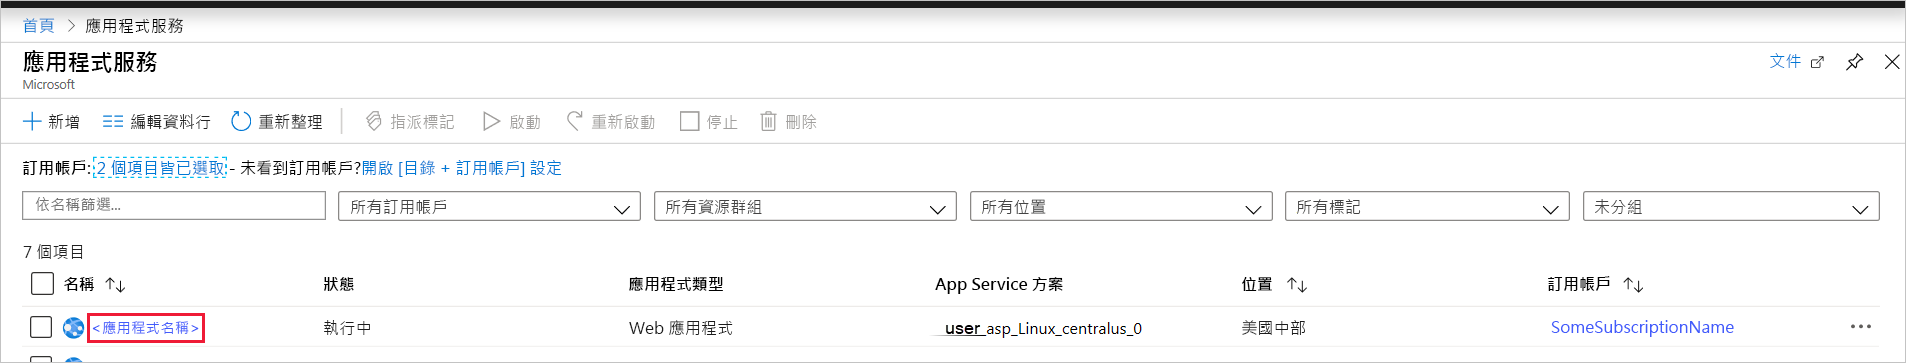 首頁 > 應用程式服務
應用程式服務
Microsoft
文件
新增 編輯資料行 重新整理 指派標記 啟動 重新啟動 停止 刪除
訂用帳戶: 2 個項目皆已選取 - 未看到訂用帳戶?開啟 [目錄 + 訂用帳戶] 設定
依名稱篩選... 所有訂用帳戶 所有資源群組 所有位置 所有標記 未分組
7 個項目
名稱 狀態 應用程式類型 App Service 方案 位置 訂用帳戶
<應用程式名稱> 執行中 Web 應用程式 user_asp_Linux_centralus_0 美國中部 SomeSubscriptionName